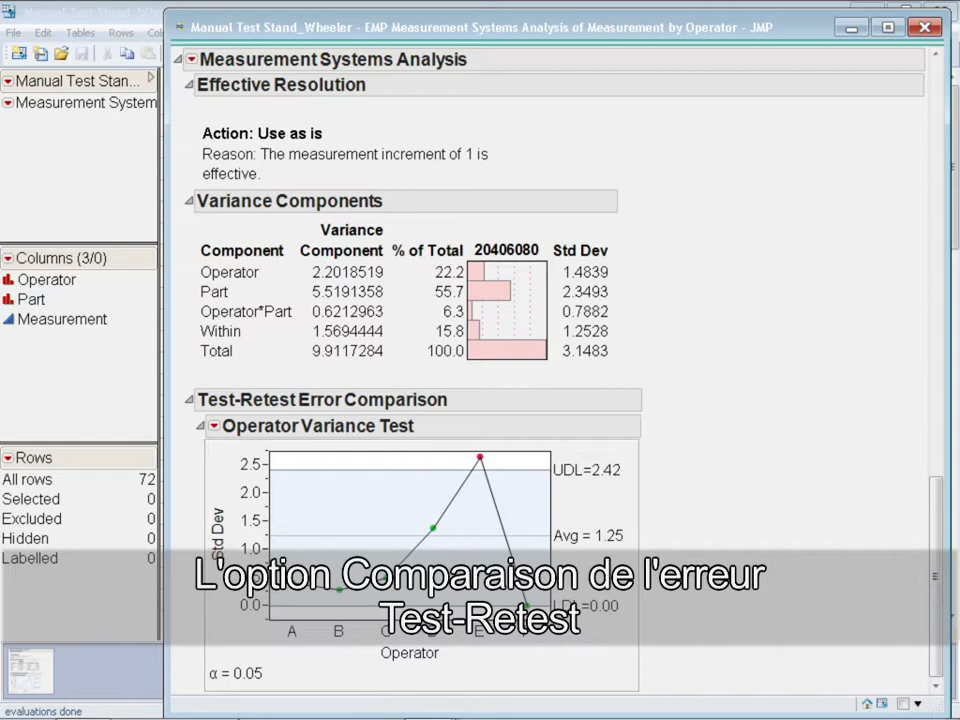 Manual Test Stand_Wheeler - EMP Measurement Systems Analysis of Measurement by Operator - JMP
File Edit Tables Rows
Manual Test Stan...
Measurement System
Columns (3/0)
Operator
Part
Measurement
Rows
All rows 72
Selected 0
Excluded 0
Hidden 0
Labelled 0
evaluations done
Measurement Systems Analysis
Effective Resolution
Action: Use as is
Reason: The measurement increment of 1 is
effective.
Variance Components
Variance
Component Component % of Total 20406080 Std Dev
Operator 2.2018519 22.2 1.4839
Part 5.5191358 55.7 2.3493
Operator*Part 0.6212963 6.3 0.7882
Within 1.5694444 15.8 1.2528
Total 9.9117284 100.0 3.1483
Test-Retest Error Comparison
Operator Variance Test
Std Dev
2.5
2.0
1.5
1.0
0.0
UDL=2.42
Avg = 1.25
LDL=0.00
A B C D E
Operator
α = 0.05
L'option Comparaison de l'erreur
Test-Retest